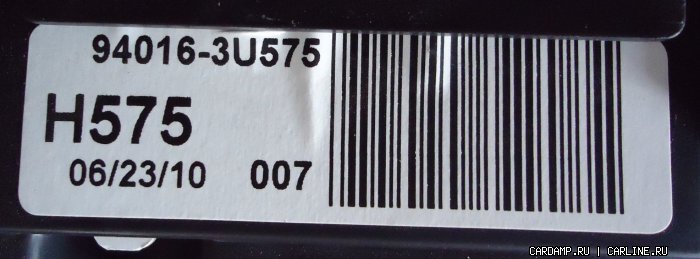 94016-3U575
H575
06/23/10 007
CARDAMP.RU | CARLINE.RU